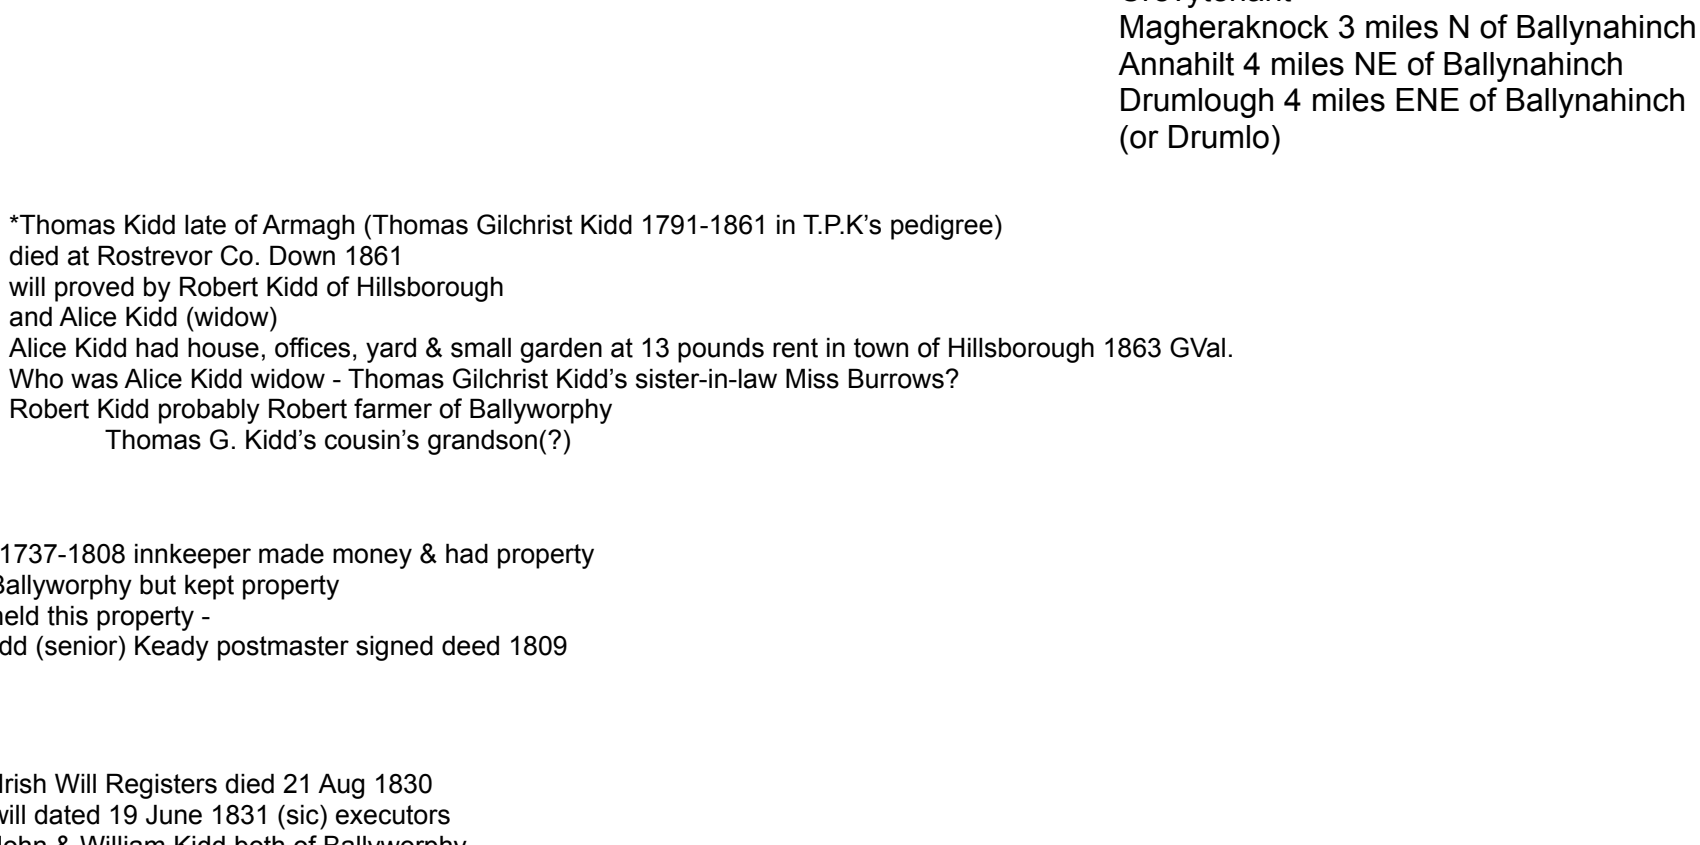 Magheraknock 3 miles N of Ballynahinch
Annahilt 4 miles NE of Ballynahinch
Drumlough 4 miles ENE of Ballynahinch
(or Drumlo)
*Thomas Kidd late of Armagh (Thomas Gilchrist Kidd 1791-1861 in T.P.K’s pedigree)
died at Rostrevor Co. Down 1861
will proved by Robert Kidd of Hillsborough
and Alice Kidd (widow)
Alice Kidd had house, offices, yard & small garden at 13 pounds rent in town of Hillsborough 1863 GVal.
Who was Alice Kidd widow - Thomas Gilchrist Kidd’s sister-in-law Miss Burrows?
Robert Kidd probably Robert farmer of Ballyworphy
Thomas G. Kidd’s cousin’s grandson(?)
1737-1808 innkeeper made money & had property
Ballyworphy but kept property
held this property -
dd (senior) Keady postmaster signed deed 1809
Irish Will Registers died 21 Aug 1830
will dated 19 June 1831 (sic) executors
John & William Kidd both of Ballyworphy